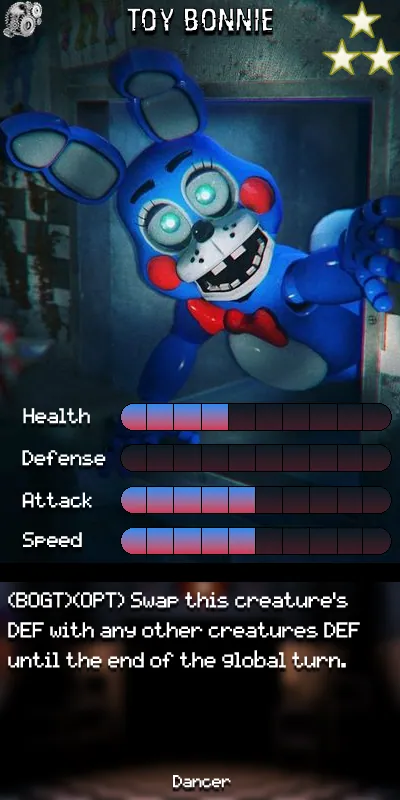 TOY BONNIE
Health
Defense
Attack
Speed
(BOGT)(OPT) Swap this creature's
DEF with any other creatures DEF
until the end of the global turn.
Dancer